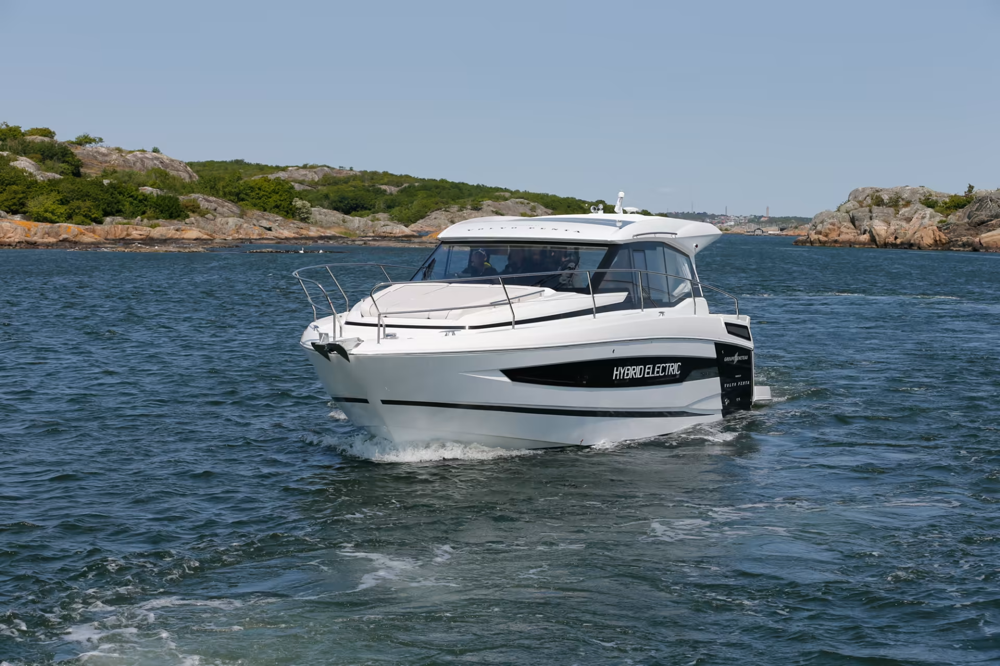 VOLVO PENTA
HYBRID ELECTRIC
GROUPE BENETEAU
VOLVO PENTA